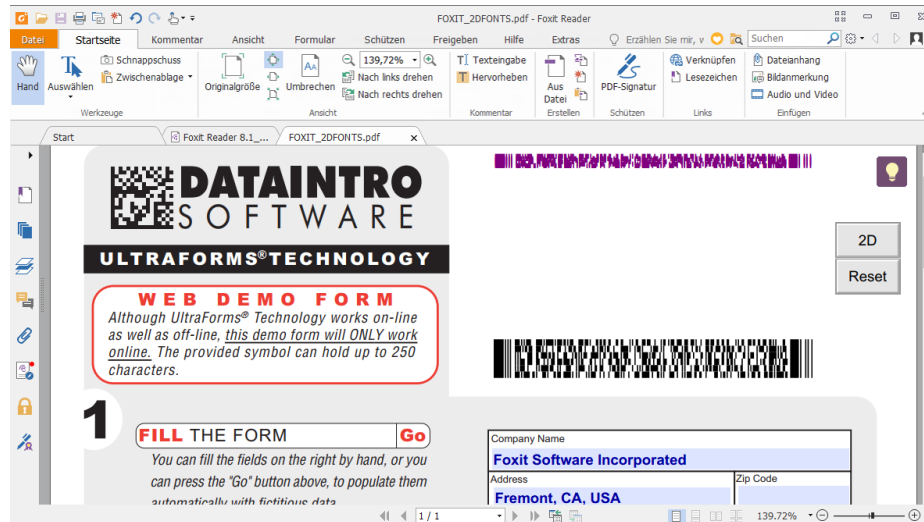 FOXIT_2DFONTS.pdf - Foxit Reader
Datei Startseite Kommentar Ansicht Formular Schützen Freigeben Hilfe Extras Erzählen Sie mir, v Suchen
Hand
Auswählen
Schnappschuss
Zwischenablage
Werkzeuge
Originalgröße
Umbrechen
139,72%
Nach links drehen
Nach rechts drehen
Ansicht
Texteingabe
Hervorheben
Kommentar
Aus
Datei
Erstellen
PDF-Signatur
Schützen
Verknüpfen
Lesezeichen
Links
Dateianhang
Bildanmerkung
Audio und Video
Einfügen
Start Foxit Reader 8.1_... FOXIT_2DFONTS.pdf
DATAINTRO
SOFTWARE
ULTRAFORMS®TECHNOLOGY
WEB DEMO FORM
Although UltraForms® Technology works on-line
as well as off-line, this demo form will ONLY work
online. The provided symbol can hold up to 250
characters.
2D
Reset
1
FILL THE FORM Go
You can fill the fields on the right by hand, or you
can press the "Go" button above, to populate them
automatically with fictitious data
Company Name
Foxit Software Incorporated
Address Zip Code
Fremont, CA, USA
1 / 1 139.72%